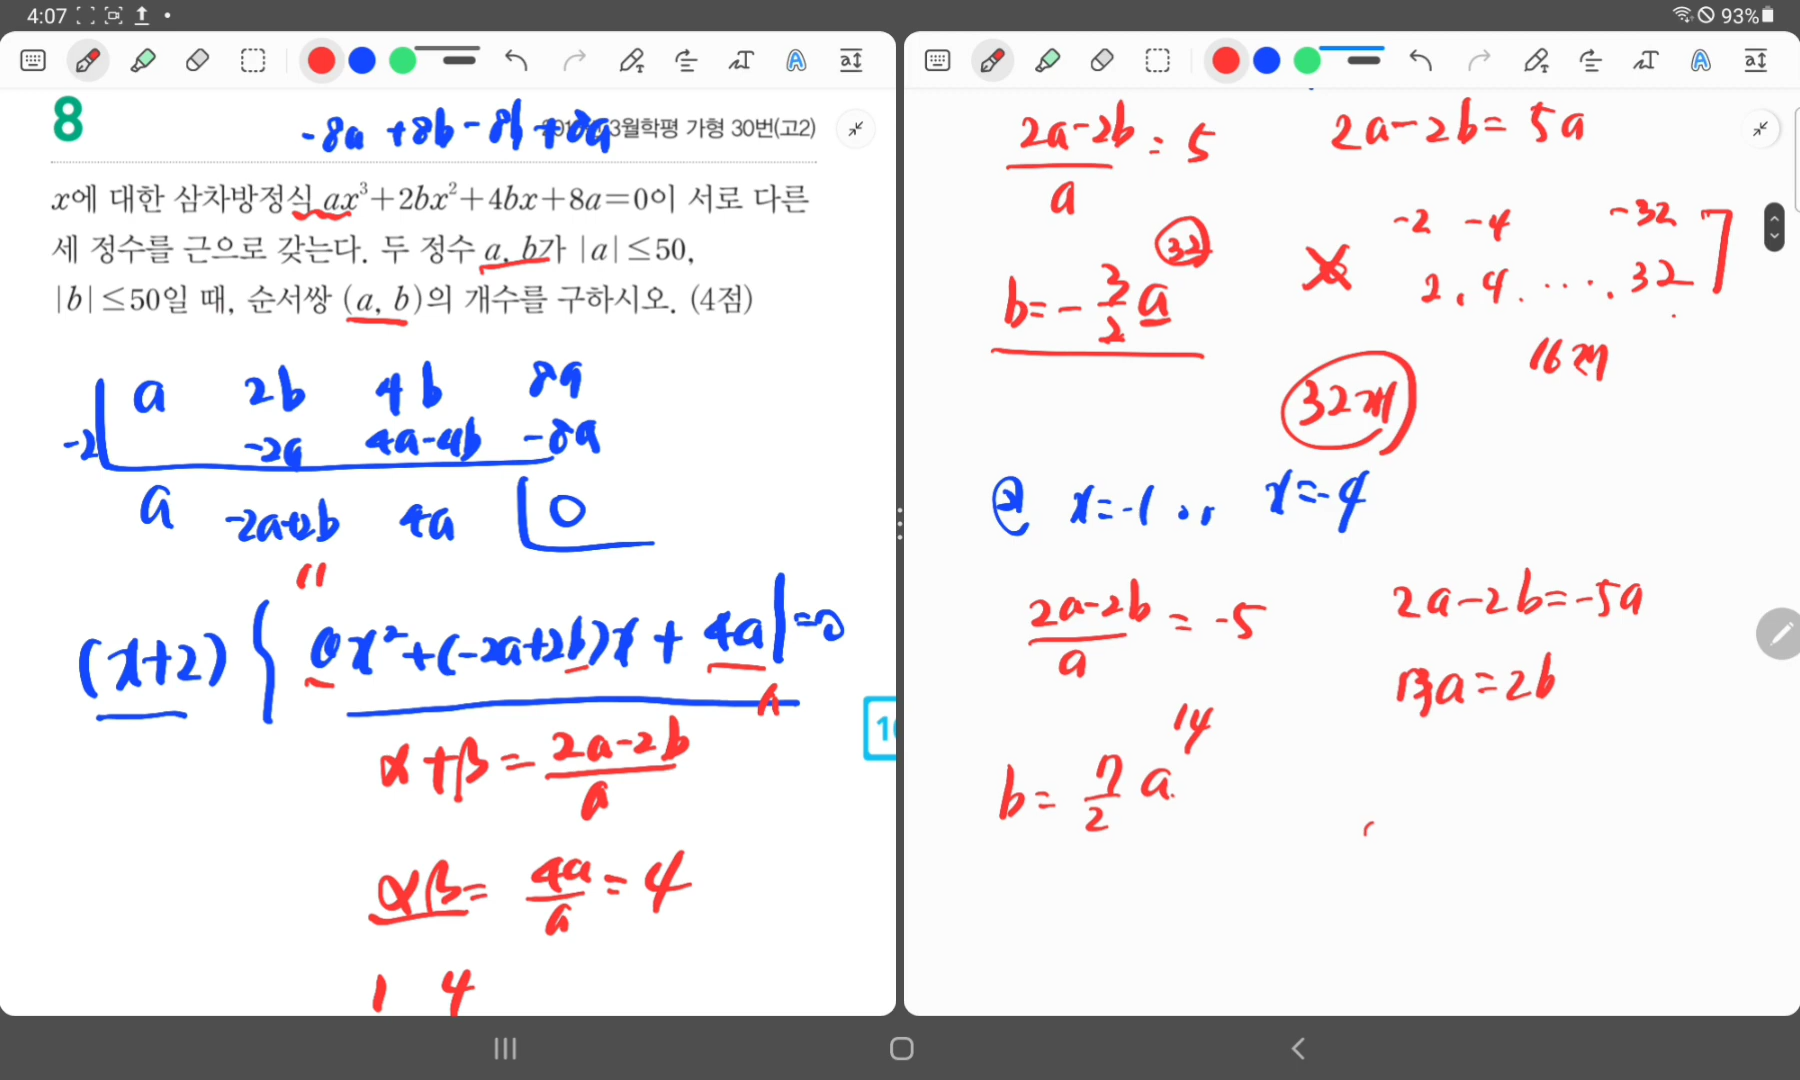 4:07
93%
8
-8a +8b -8b +8a
3월학평 가형 30번(고2)
x에 대한 삼차방정식 ax³+2bx²+4bx+8a=0이 서로 다른
세 정수를 근으로 갖는다. 두 정수 a, b가 |a|≤50,
|b|≤50일 때, 순서쌍 (a, b)의 개수를 구하시오. (4점)
a 2b 4b 8a
-2 -2a 4a-4b -8a
a -2a+2b 4a 0
(x+2){ax²+(-2a+2b)x+4a}=0
α+β=(2a-2b)/a
αβ=4a/a=4
1 4
(2a-2b)/a=5 2a-2b=5a
-2 -4 -32
32
b=-3/2a 2, 4, ....., 32
16개
32개
② x=-1 or x=-4
(2a-2b)/a=-5 2a-2b=-5a
7a=2b
14
b=7/2a